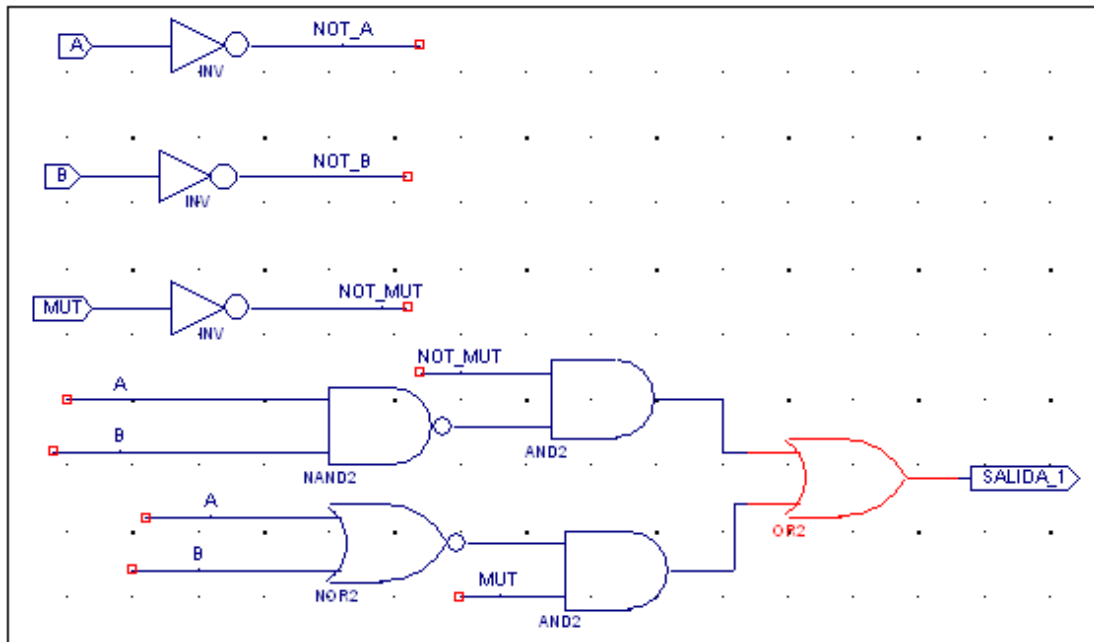 A
NOT_A
INV
B
NOT_B
INV
MUT
NOT_MUT
INV
NOT_MUT
A
B
NAND2
AND2
SALIDA_1
OR2
A
B
NOR2
MUT
AND2